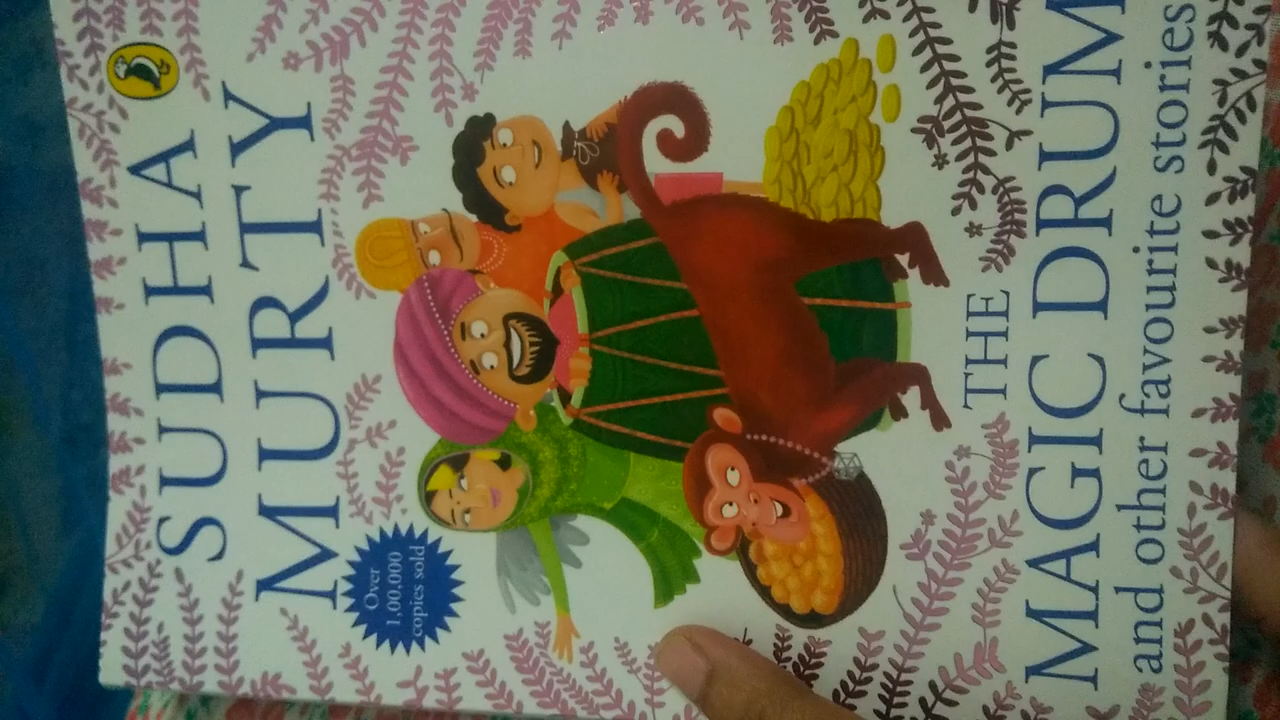 SUDHA
MURTY
Over
1,00,000
copies sold
THE
MAGIC DRUM
and other favourite stories